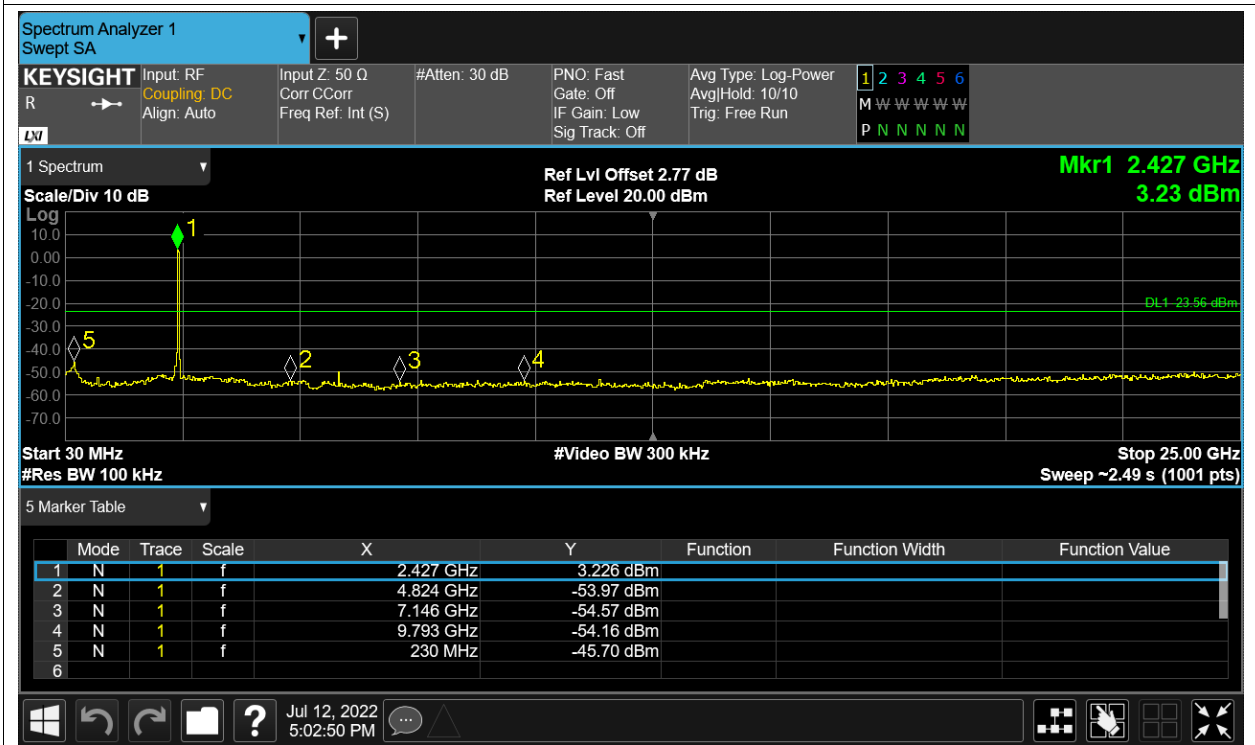 Spectrum Analyzer 1
Swept SA
KEYSIGHT Input: RF Input Z: 50 Ω #Atten: 30 dB PNO: Fast Avg Type: Log-Power 1 2 3 4 5 6
R Coupling: DC Corr CCorr Gate: Off Avg|Hold: 10/10 M W W W W W
Align: Auto Freq Ref: Int (S) IF Gain: Low Trig: Free Run
LXI Sig Track: Off P N N N N N
1 Spectrum Ref Lvl Offset 2.77 dB Mkr1 2.427 GHz
Scale/Div 10 dB Ref Level 20.00 dBm 3.23 dBm
Log
10.0 1
0.00
-10.0
-20.0 DL1 -23.56 dBm
-30.0
-40.0 5
-50.0 2 3 4
-60.0
-70.0
Start 30 MHz #Video BW 300 kHz Stop 25.00 GHz
#Res BW 100 kHz Sweep ~2.49 s (1001 pts)
5 Marker Table
Mode Trace Scale X Y Function Function Width Function Value
1 N 1 f 2.427 GHz 3.226 dBm
2 N 1 f 4.824 GHz -53.97 dBm
3 N 1 f 7.146 GHz -54.57 dBm
4 N 1 f 9.793 GHz -54.16 dBm
5 N 1 f 230 MHz -45.70 dBm
6
? Jul 12, 2022
5:02:50 PM